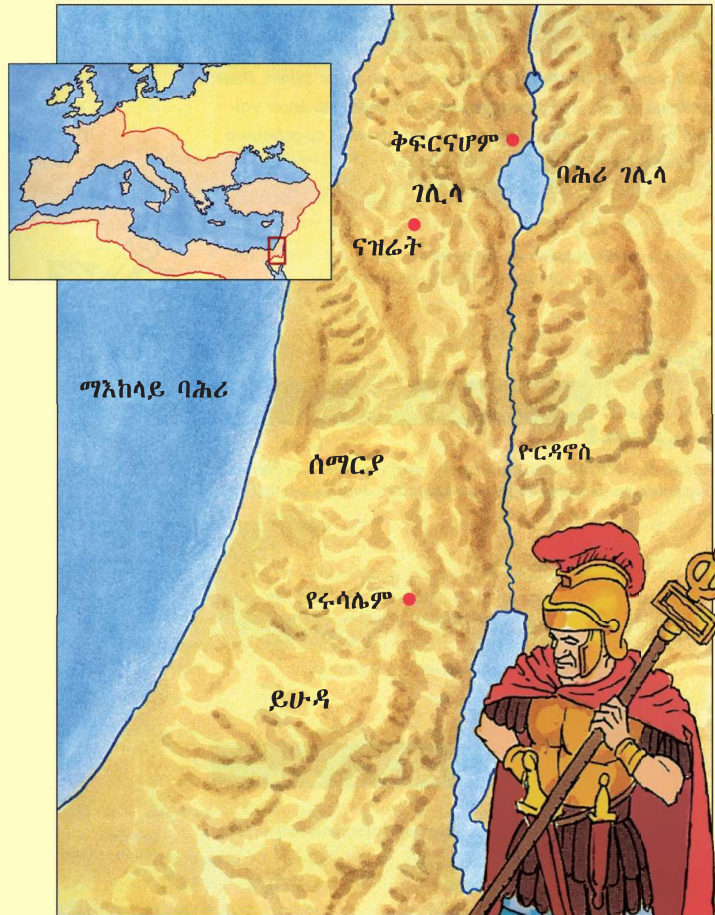 ቅፍርናሆም
ገሊላ
ባሕሪ ገሊላ
ናዝሬት
ማእከላይ ባሕሪ
ሰማርያ
ዮርዳኖስ
የሩሳሌም
ይሁዳ